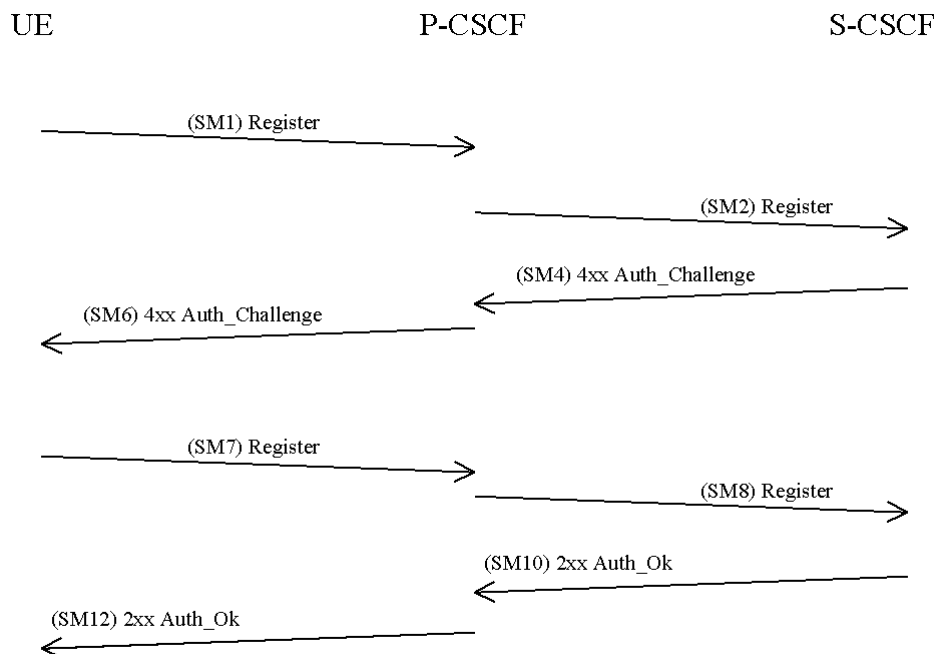 UE P-CSCF S-CSCF
(SM1) Register
(SM2) Register
(SM4) 4xx Auth_Challenge
(SM6) 4xx Auth_Challenge
(SM7) Register
(SM8) Register
(SM10) 2xx Auth_Ok
(SM12) 2xx Auth_Ok